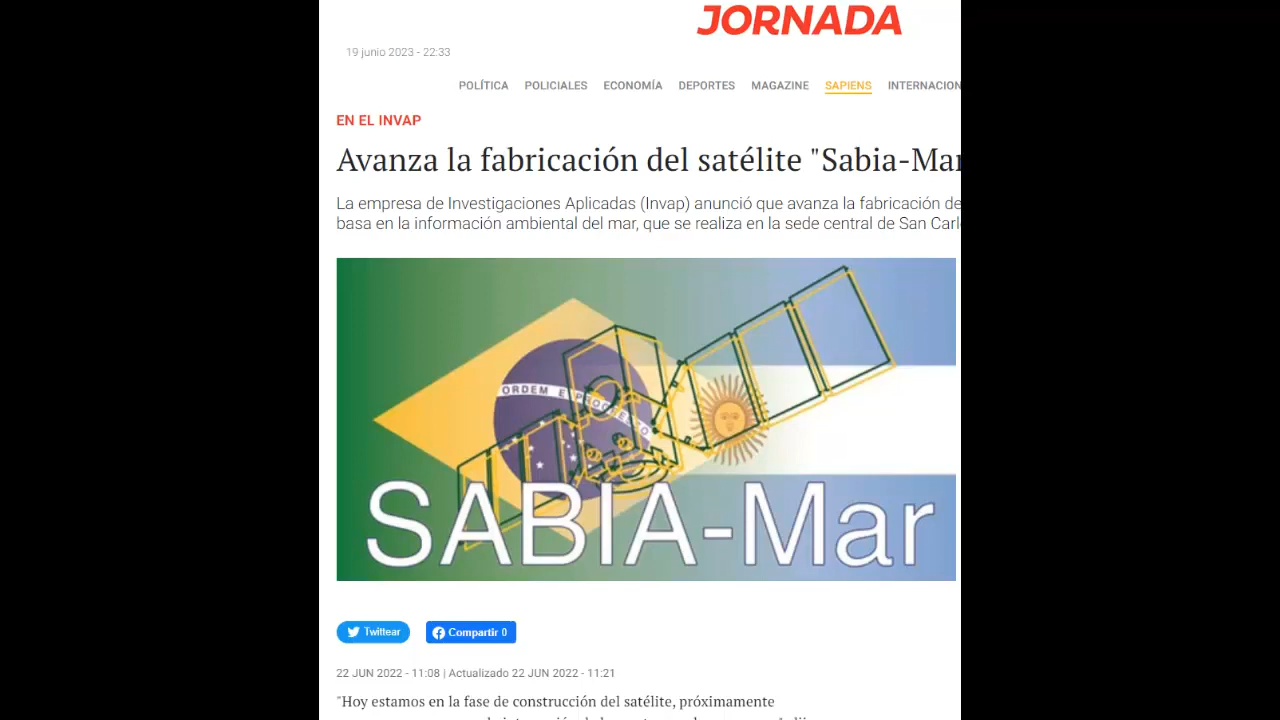 JORNADA
19 junio 2023 - 22:33
POLÍTICA POLICIALES ECONOMÍA DEPORTES MAGAZINE SAPIENS INTERNACION
EN EL INVAP
Avanza la fabricación del satélite "Sabia-Mar
La empresa de Investigaciones Aplicadas (Invap) anunció que avanza la fabricación de
basa en la información ambiental del mar, que se realiza en la sede central de San Carl
ORDEM E PROGRESSO
SABIA-Mar
Twittear Compartir 0
22 JUN 2022 - 11:08 | Actualizado 22 JUN 2022 - 11:21
"Hoy estamos en la fase de construcción del satélite, próximamente